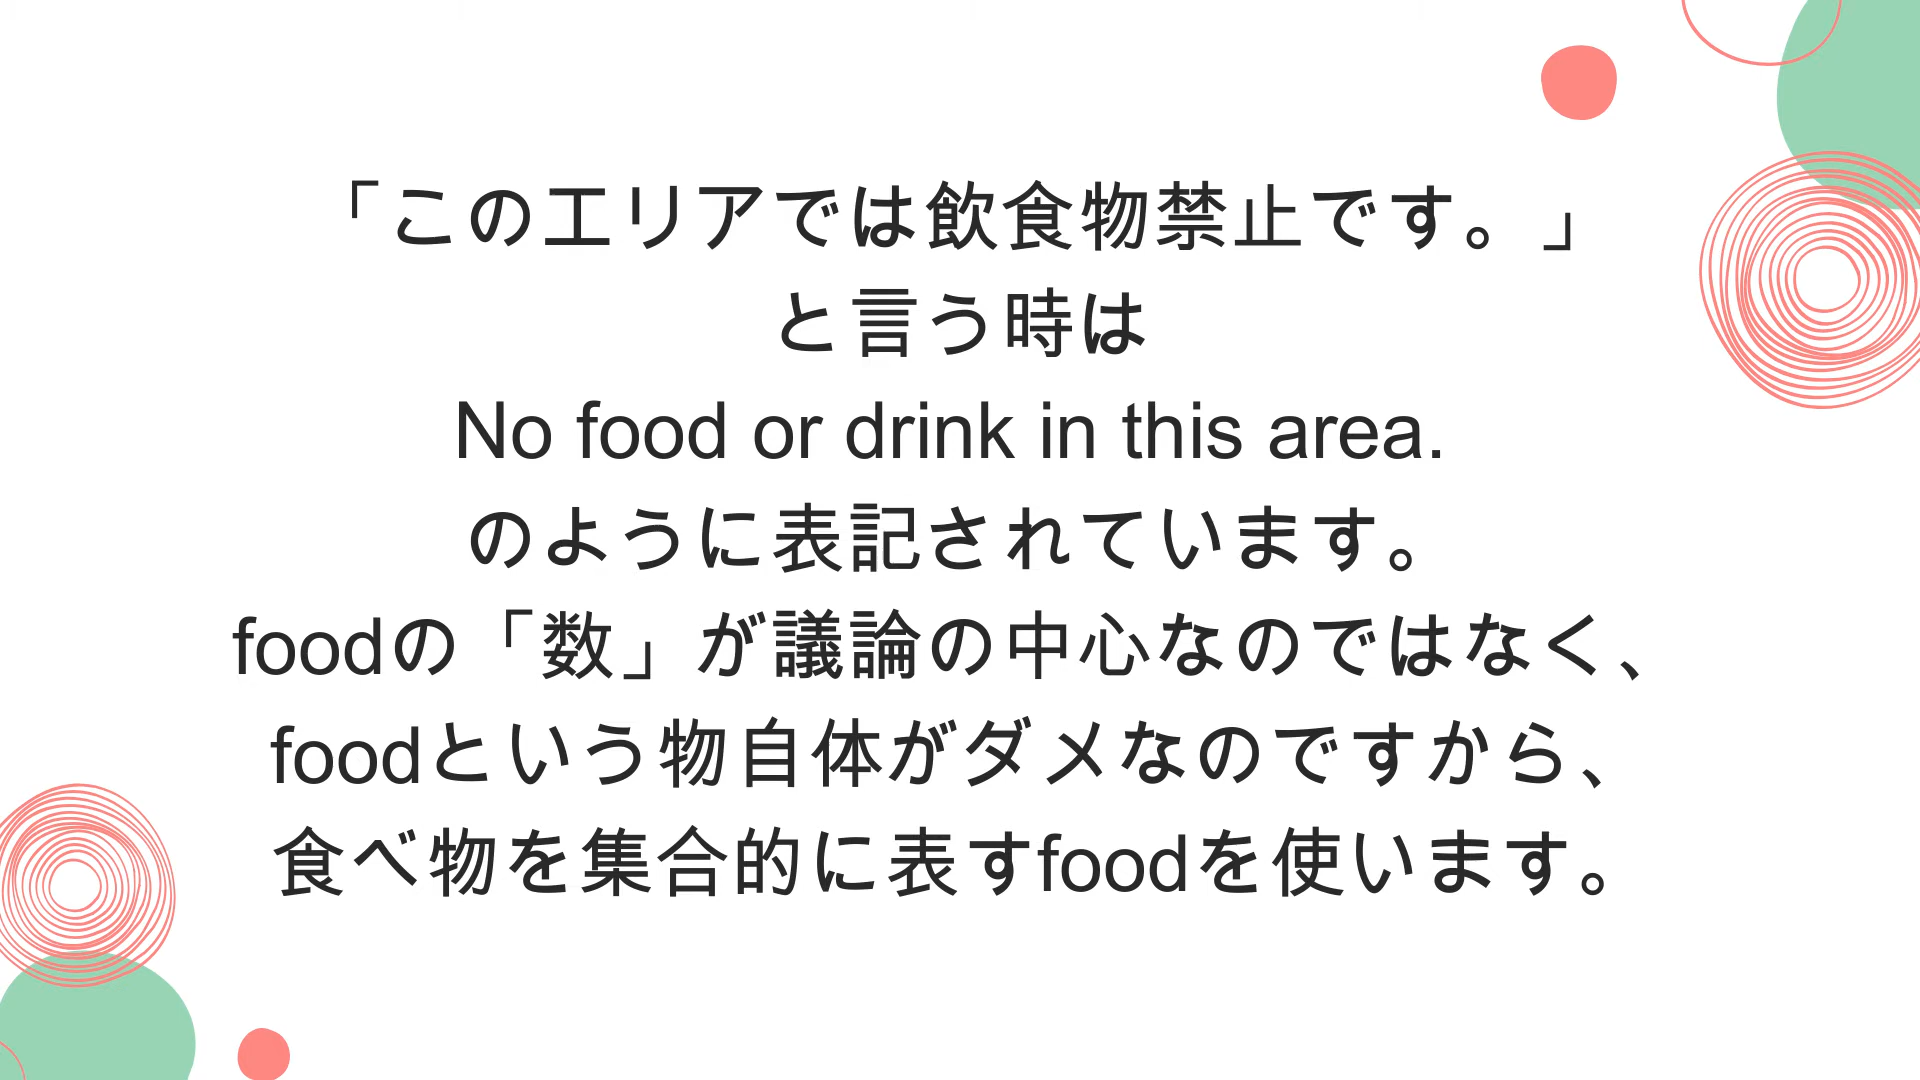 「このエリアでは飲食物禁止です。」
と言う時は
No food or drink in this area.
のように表記されています。
foodの「数」が議論の中心なのではなく、
foodという物自体がダメなのですから、
食べ物を集合的に表すfoodを使います。